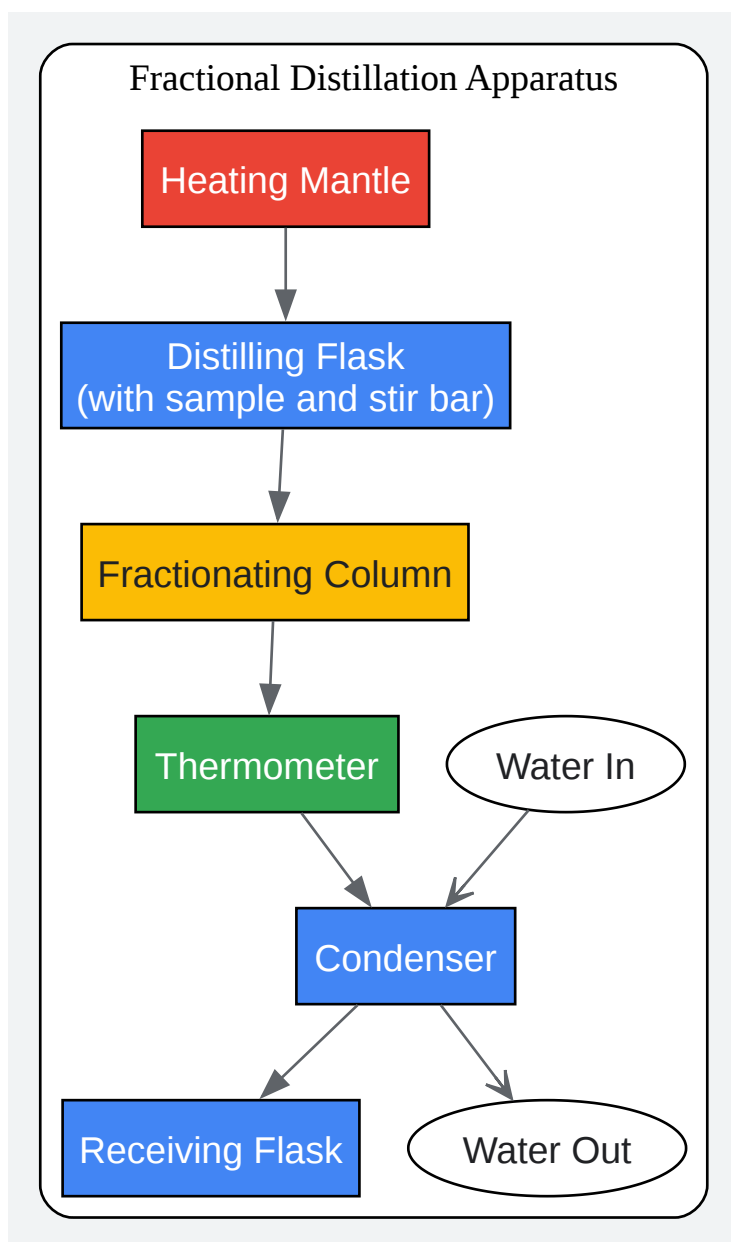 Fractional Distillation Apparatus
Heating Mantle
Distilling Flask
(with sample and stir bar)
Fractionating Column
Thermometer
Water In
Condenser
Receiving Flask
Water Out